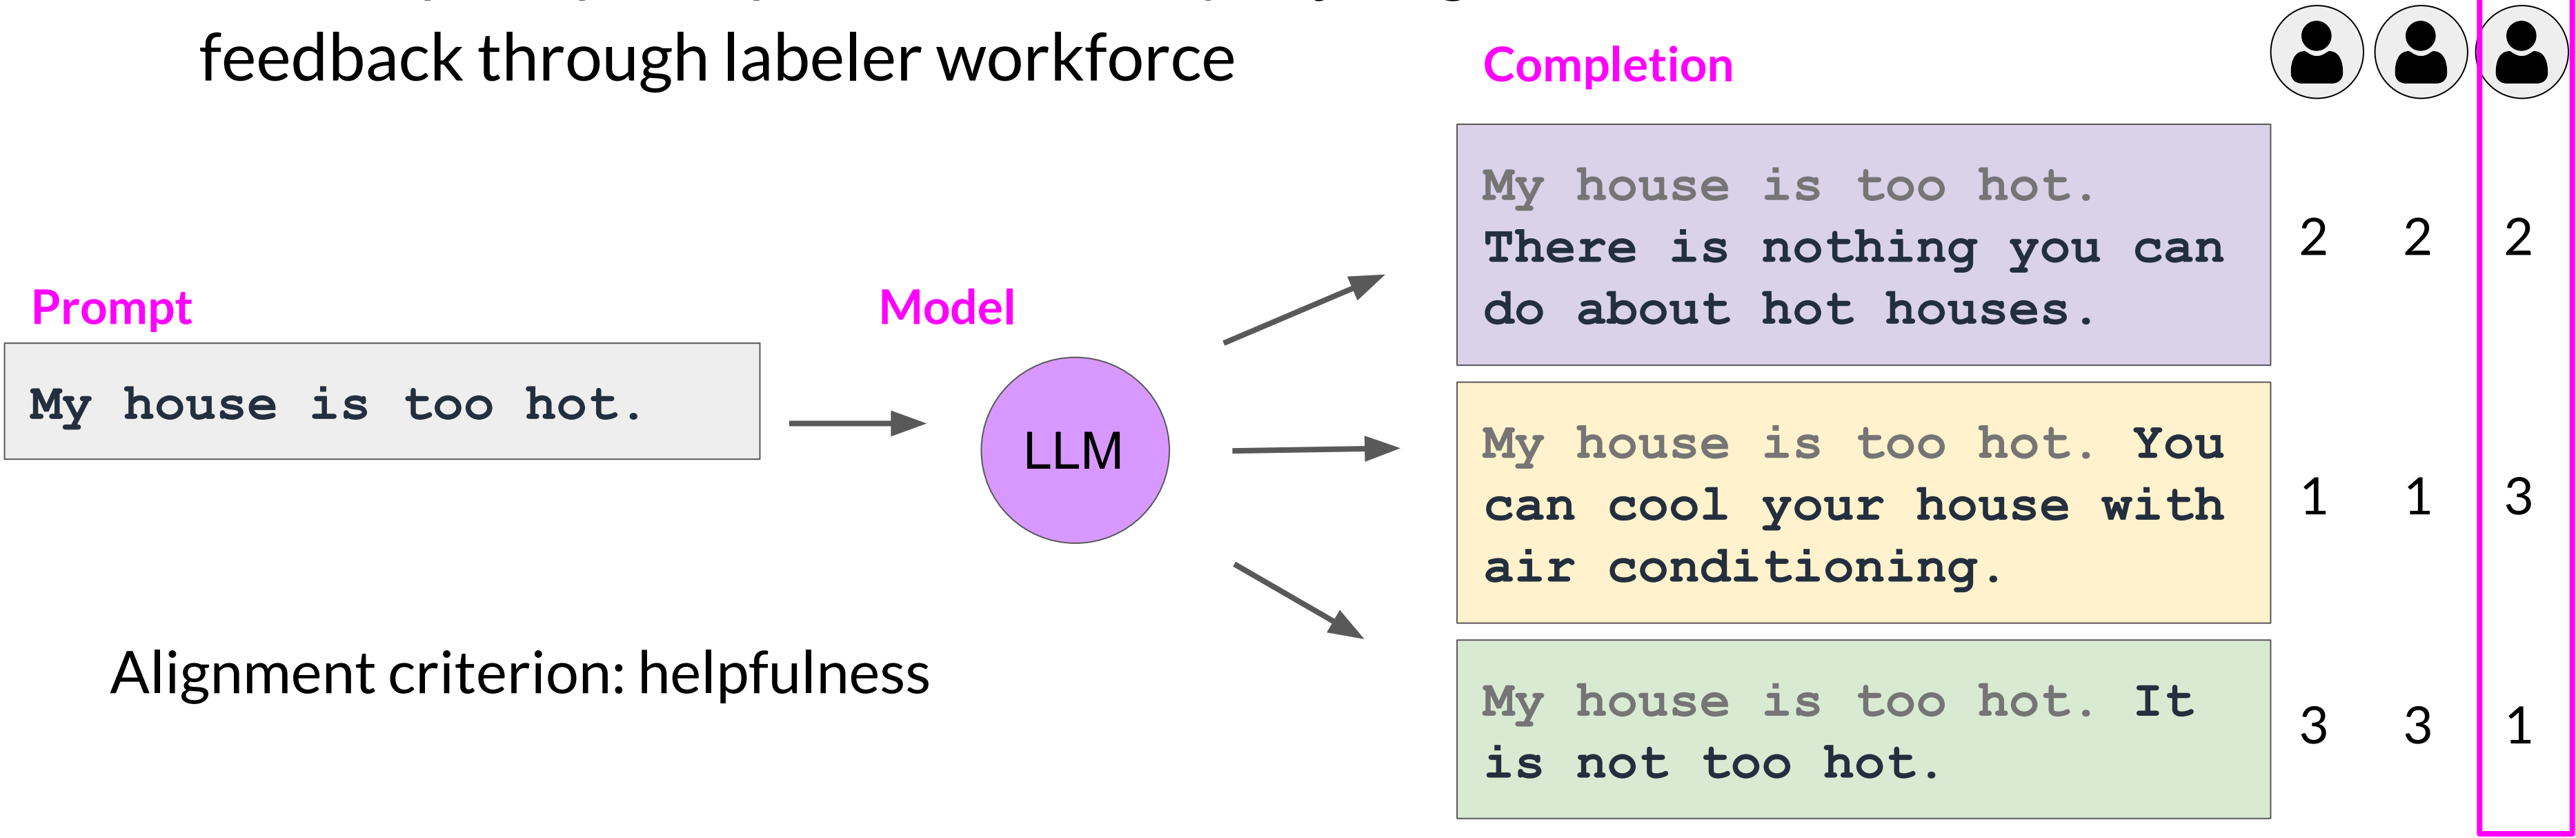 feedback through labeler workforce
Completion
My house is too hot.
There is nothing you can
do about hot houses.
2 2 2
Prompt
My house is too hot.
Model
LLM
My house is too hot. You
can cool your house with
air conditioning.
1 1 3
Alignment criterion: helpfulness
My house is too hot. It
is not too hot.
3 3 1